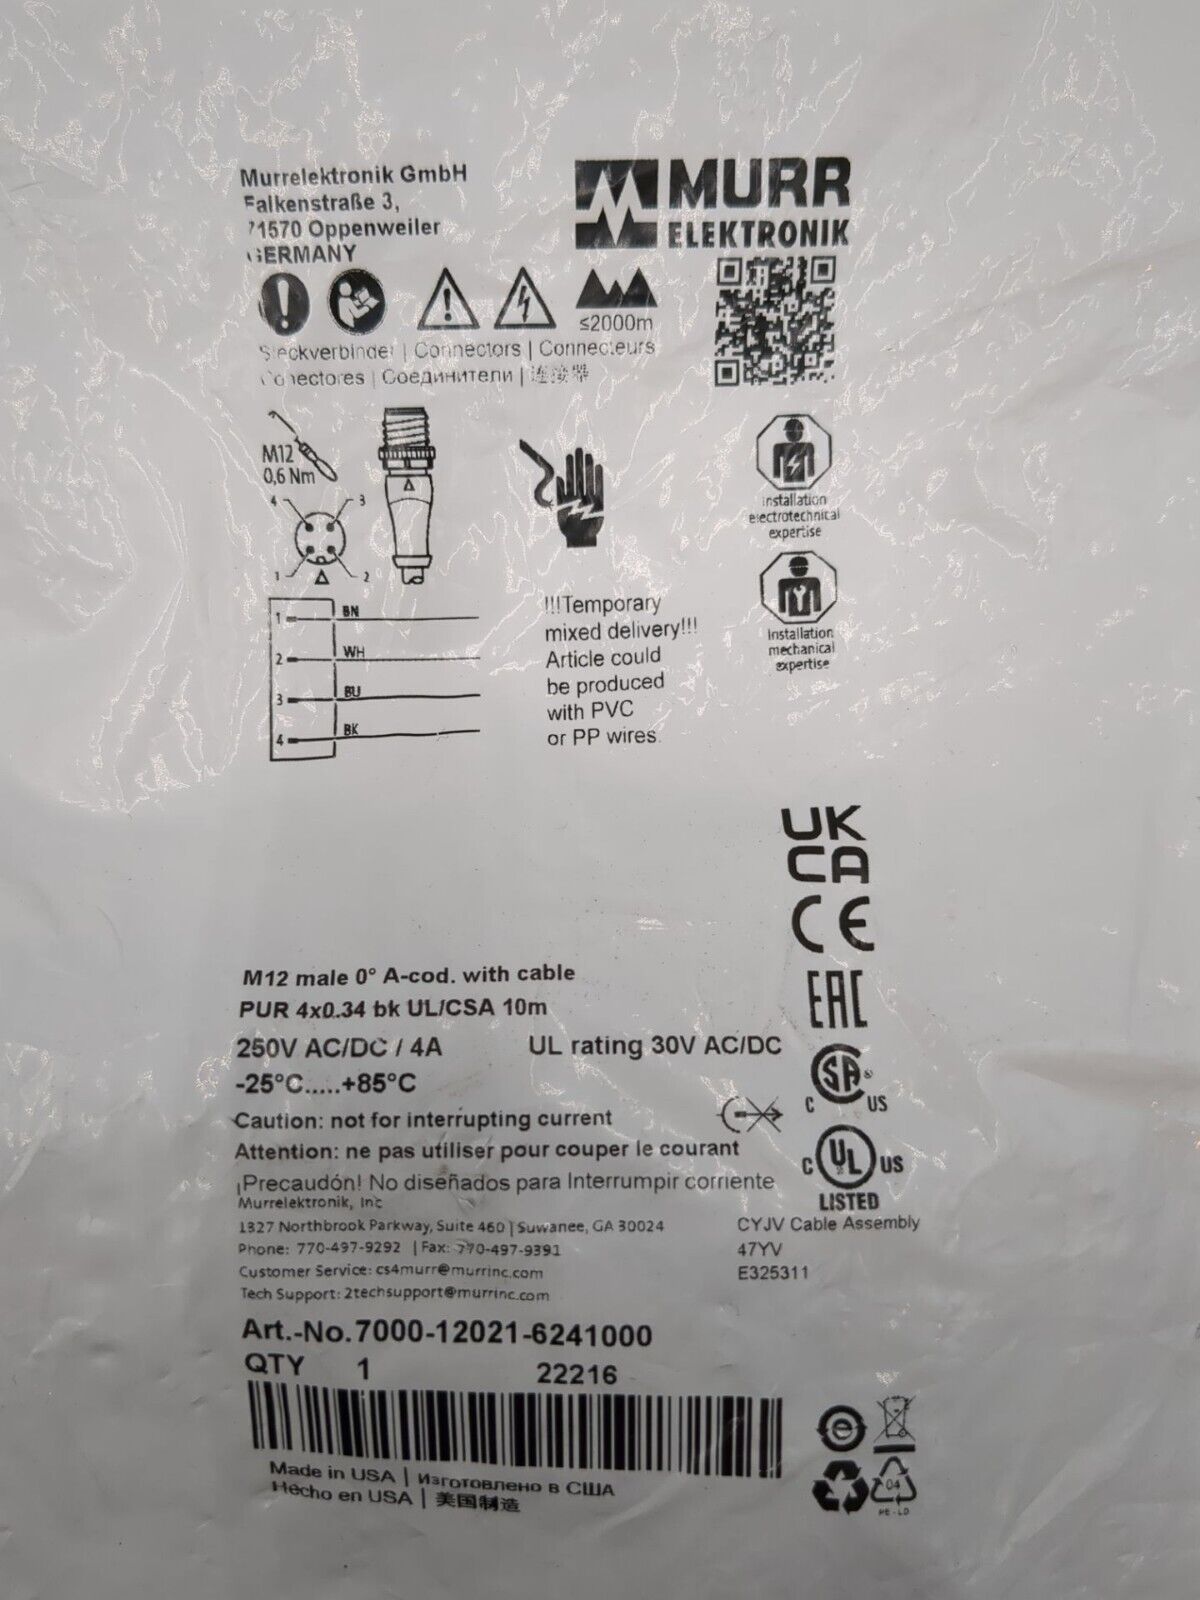 Murrelektronik GmbH
Falkenstraße 3,
71570 Oppenweiler
GERMANY
MURR
ELEKTRONIK
≤2000m
Steckverbinder | Connectors | Connecteurs
Conectores | Соединители | 连接器
M12
0,6 Nm
4 3
1 2
1 BN
2 WH
3 BU
4 BK
!!!Temporary
mixed delivery!!!
Article could
be produced
with PVC
or PP wires.
Installation
electrotechnical
expertise
Installation
mechanical
expertise
UK
CA
CE
EAC
M12 male 0° A-cod. with cable
PUR 4x0.34 bk UL/CSA 10m
250V AC/DC / 4A UL rating 30V AC/DC
-25°C.....+85°C
Caution: not for interrupting current
Attention: ne pas utiliser pour couper le courant
¡Precaudón! No diseñados para Interrumpir corriente
C SA ® US
C UL US
LISTED
CYJV Cable Assembly
47YV
E325311
Murrelektronik, Inc
1327 Northbrook Parkway, Suite 460 | Suwanee, GA 30024
Phone: 770-497-9292 | Fax: 770-497-9391
Customer Service: cs4murr@murrinc.com
Tech Support: 2techsupport@murrinc.com
Art.-No.7000-12021-6241000
QTY 1 22216
Made in USA | Изготовлено в США
Hecho en USA | 美国制造
e
04
PE-LD